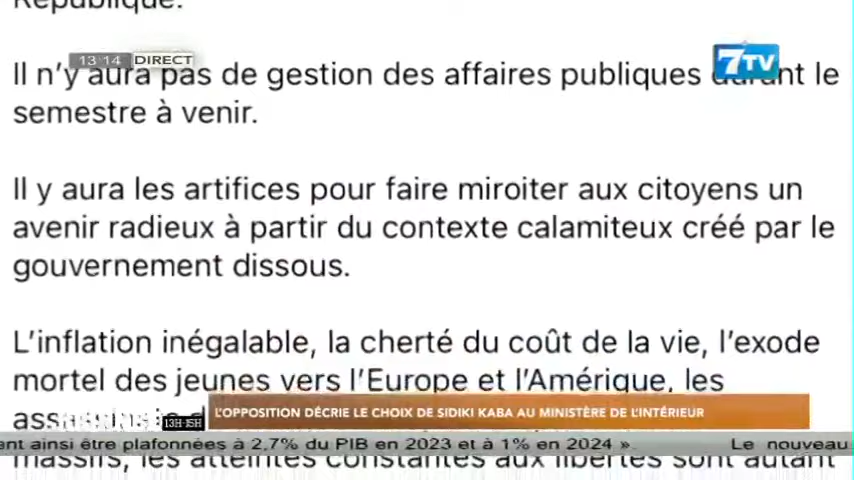 République.
13:14 DIRECT
7TV
Il n’y aura pas de gestion des affaires publiques durant le
semestre à venir.
Il y aura les artifices pour faire miroiter aux citoyens un
avenir radieux à partir du contexte calamiteux créé par le
gouvernement dissous.
L’inflation inégalable, la cherté du coût de la vie, l’exode
mortel des jeunes vers l’Europe et l’Amérique, les
L'OPPOSITION DÉCRIE LE CHOIX DE SIDIKI KABA AU MINISTÈRE DE L'INTÉRIEUR
13H-15H
ent ainsi être plafonnées à 2,7% du PIB en 2023 et à 1% en 2024 ». Le nouveau
massifs, les atteintes constantes aux libertés sont autant